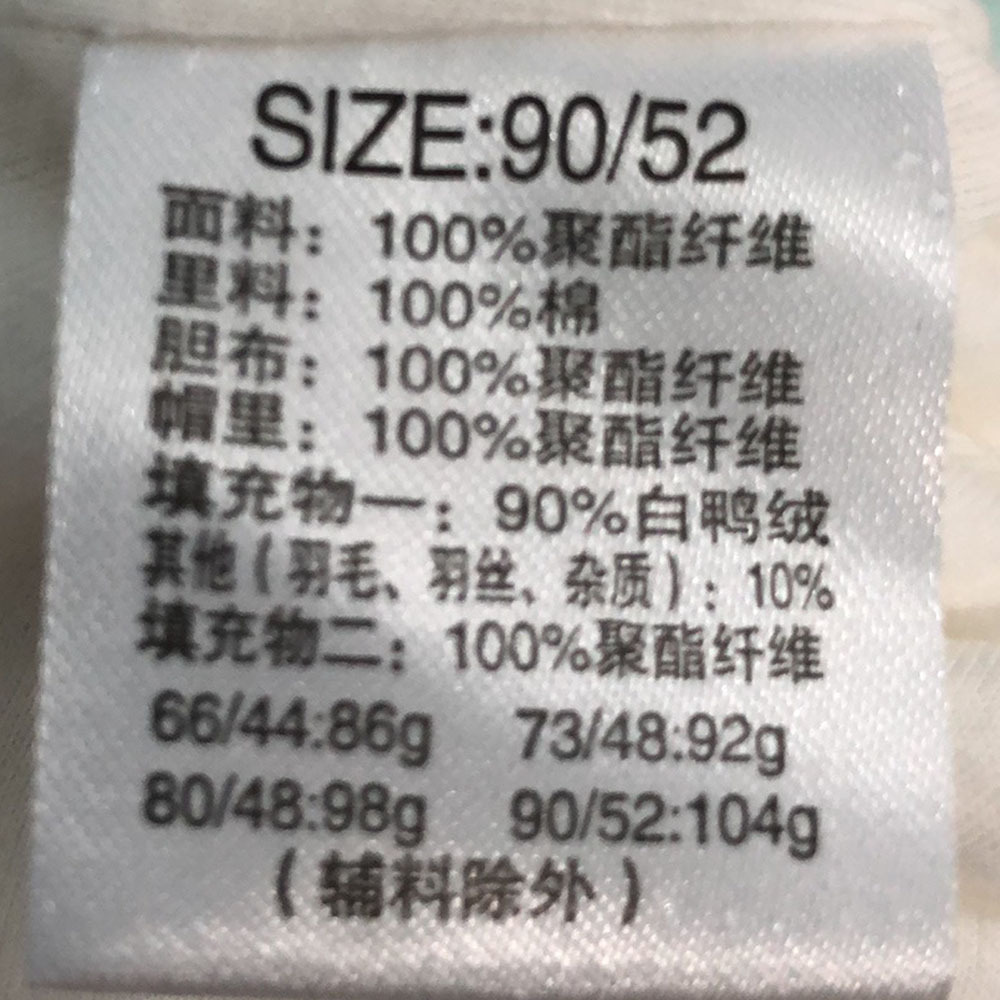 SIZE:90/52
面料：100%聚酯纤维
里料：100%棉
胆布：100%聚酯纤维
帽里：100%聚酯纤维
填充物一：90%白鸭绒
其他(羽毛、羽丝、杂质)：10%
填充物二：100%聚酯纤维
66/44:86g 73/48:92g
80/48:98g 90/52:104g
(辅料除外)